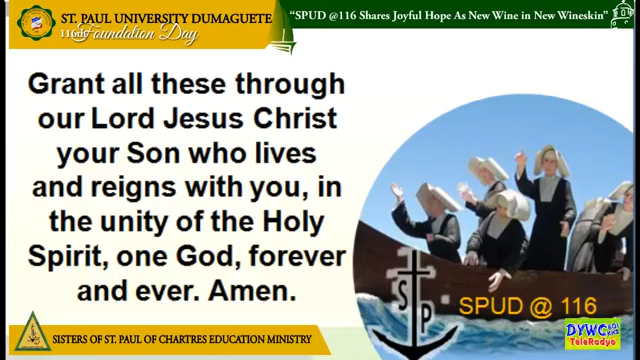 ST. PAUL UNIVERSITY DUMAGUETE
116th Foundation Day
"SPUD @116 Shares Joyful Hope As New Wine in New Wineskin"
Grant all these through
our Lord Jesus Christ
your Son who lives
and reigns with you, in
the unity of the Holy
Spirit, one God, forever
and ever. Amen.
S P
SPUD @ 116
DYWC
TeleRadyo
SISTERS OF ST. PAUL OF CHARTRES EDUCATION MINISTRY